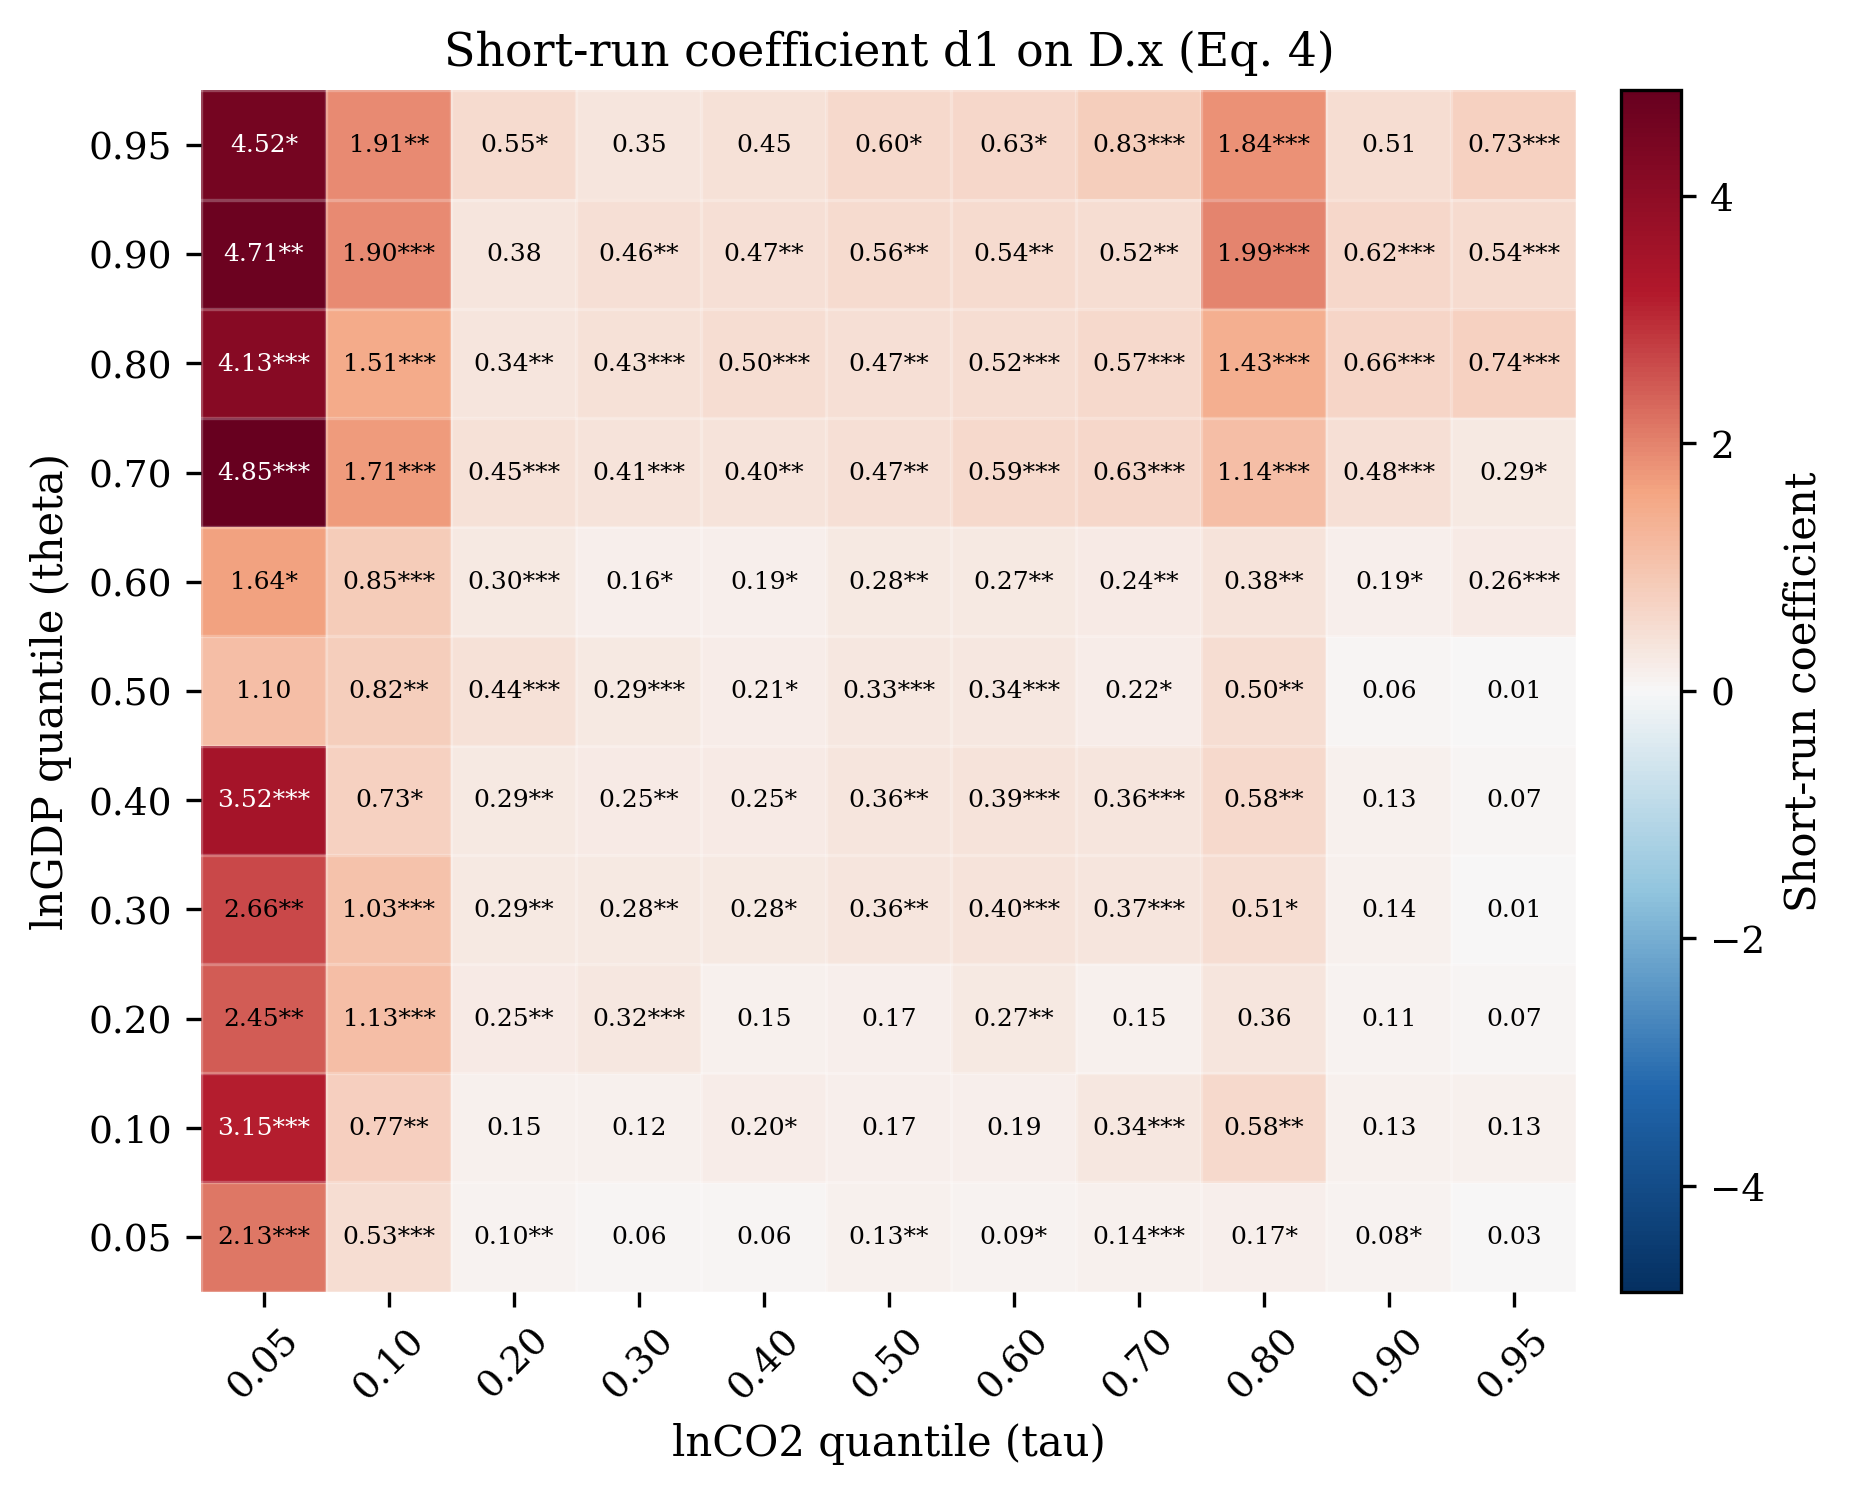 Short-run coefficient d1 on D.x (Eq. 4)
lnGDP quantile (theta)
0.95 4.52* 1.91** 0.55* 0.35 0.45 0.60* 0.63* 0.83*** 1.84*** 0.51 0.73***
0.90 4.71** 1.90*** 0.38 0.46** 0.47** 0.56** 0.54** 0.52** 1.99*** 0.62*** 0.54***
0.80 4.13*** 1.51*** 0.34** 0.43*** 0.50*** 0.47** 0.52*** 0.57*** 1.43*** 0.66*** 0.74***
0.70 4.85*** 1.71*** 0.45*** 0.41*** 0.40** 0.47** 0.59*** 0.63*** 1.14*** 0.48*** 0.29*
0.60 1.64* 0.85*** 0.30*** 0.16* 0.19* 0.28** 0.27** 0.24** 0.38** 0.19* 0.26***
0.50 1.10 0.82** 0.44*** 0.29*** 0.21* 0.33*** 0.34*** 0.22* 0.50** 0.06 0.01
0.40 3.52*** 0.73* 0.29** 0.25** 0.25* 0.36** 0.39*** 0.36*** 0.58** 0.13 0.07
0.30 2.66** 1.03*** 0.29** 0.28** 0.28* 0.36** 0.40*** 0.37*** 0.51* 0.14 0.01
0.20 2.45** 1.13*** 0.25** 0.32*** 0.15 0.17 0.27** 0.15 0.36 0.11 0.07
0.10 3.15*** 0.77** 0.15 0.12 0.20* 0.17 0.19 0.34*** 0.58** 0.13 0.13
0.05 2.13*** 0.53*** 0.10** 0.06 0.06 0.13** 0.09* 0.14*** 0.17* 0.08* 0.03
0.05 0.10 0.20 0.30 0.40 0.50 0.60 0.70 0.80 0.90 0.95
lnCO2 quantile (tau)
4
2
0
−2
−4
Short-run coefficient